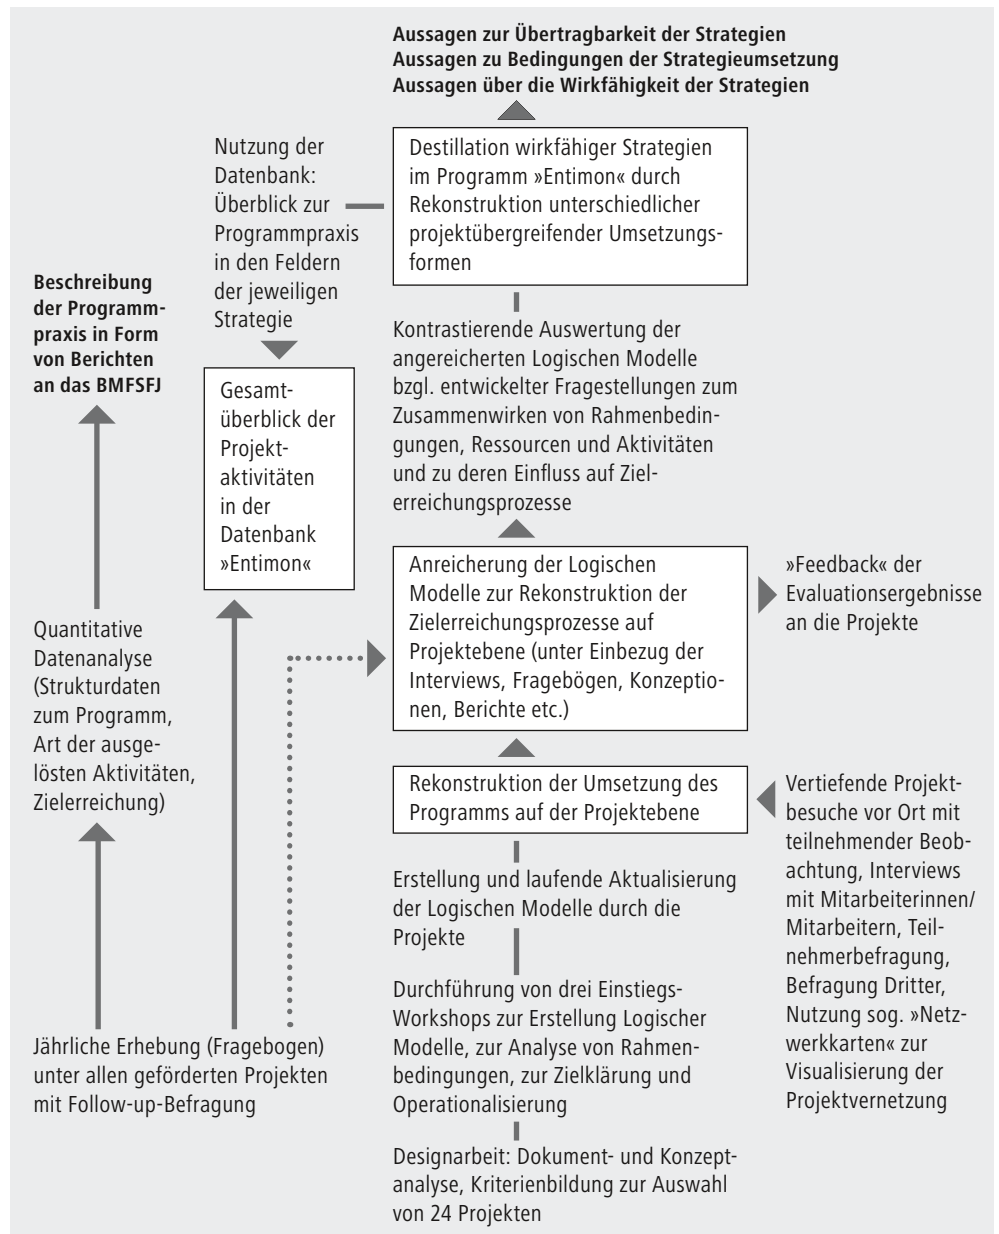 Aussagen zur Übertragbarkeit der Strategien
Aussagen zu Bedingungen der Strategieumsetzung
Aussagen über die Wirkfähigkeit der Strategien
Nutzung der
Datenbank:
Überblick zur
Programmpraxis
in den Feldern
der jeweiligen
Strategie
Destillation wirkfähiger Strategien
im Programm »Entimon« durch
Rekonstruktion unterschiedlicher
projektübergreifender Umsetzungs-
formen
Beschreibung
der Programm-
praxis in Form
von Berichten
an das BMFSFJ
Gesamt-
überblick der
Projekt-
aktivitäten
in der
Datenbank
»Entimon«
Kontrastierende Auswertung der
angereicherten Logischen Modelle
bzgl. entwickelter Fragestellungen zum
Zusammenwirken von Rahmenbedin-
gungen, Ressourcen und Aktivitäten
und zu deren Einfluss auf Ziel-
erreichungsprozesse
Anreicherung der Logischen
Modelle zur Rekonstruktion der
Zielerreichungsprozesse auf
Projektebene (unter Einbezug der
Interviews, Fragebögen, Konzeptio-
nen, Berichte etc.)
»Feedback« der
Evaluationsergebnisse
an die Projekte
Quantitative
Datenanalyse
(Strukturdaten
zum Programm,
Art der ausge-
lösten Aktivitäten,
Zielerreichung)
Rekonstruktion der Umsetzung des
Programms auf der Projektebene
Vertiefende Projekt-
besuche vor Ort mit
teilnehmender Beob-
achtung, Interviews
mit Mitarbeiterinnen/
Mitarbeitern, Teil-
nehmerbefragung,
Befragung Dritter,
Nutzung sog. »Netz-
werkkarten« zur
Visualisierung der
Projektvernetzung
Erstellung und laufende Aktualisierung
der Logischen Modelle durch die
Projekte
Durchführung von drei Einstiegs-
Workshops zur Erstellung Logischer
Modelle, zur Analyse von Rahmen-
bedingungen, zur Zielklärung und
Operationalisierung
Jährliche Erhebung (Fragebogen)
unter allen geförderten Projekten
mit Follow-up-Befragung
Designarbeit: Dokument- und Konzept-
analyse, Kriterienbildung zur Auswahl
von 24 Projekten